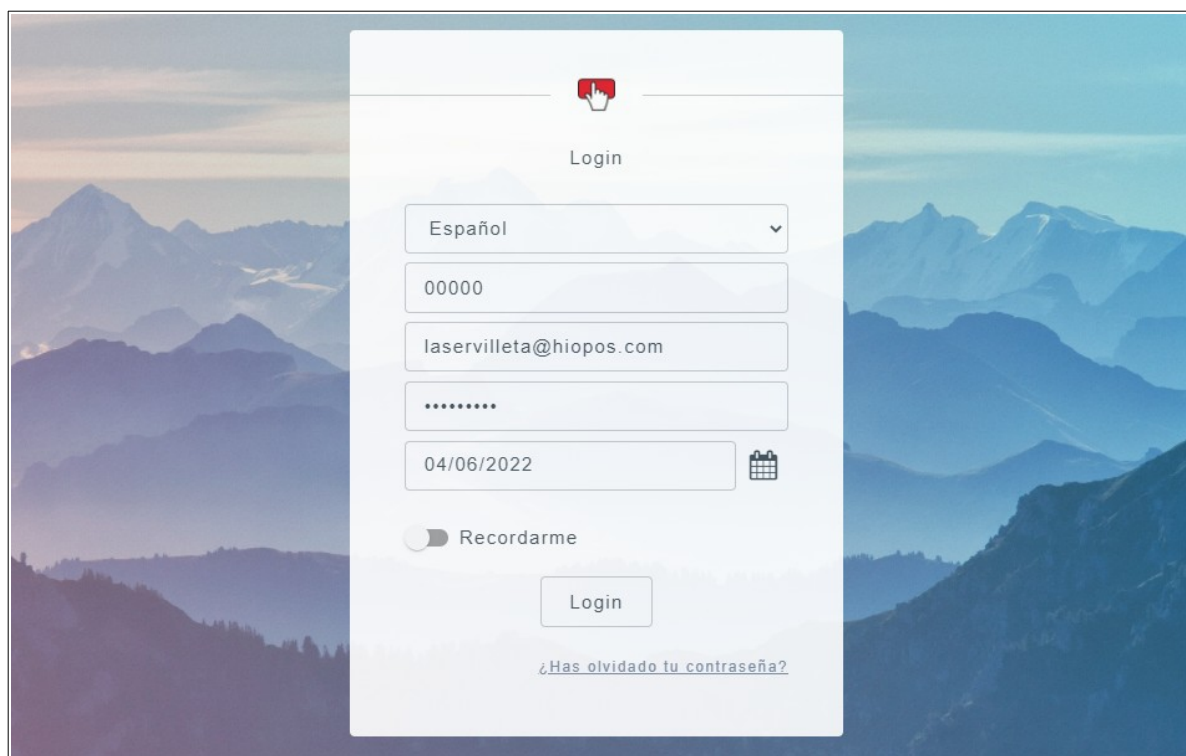 Login
Español
00000
laservilleta@hiopos.com
•••••••••
04/06/2022
Recordarme
Login
¿Has olvidado tu contraseña?